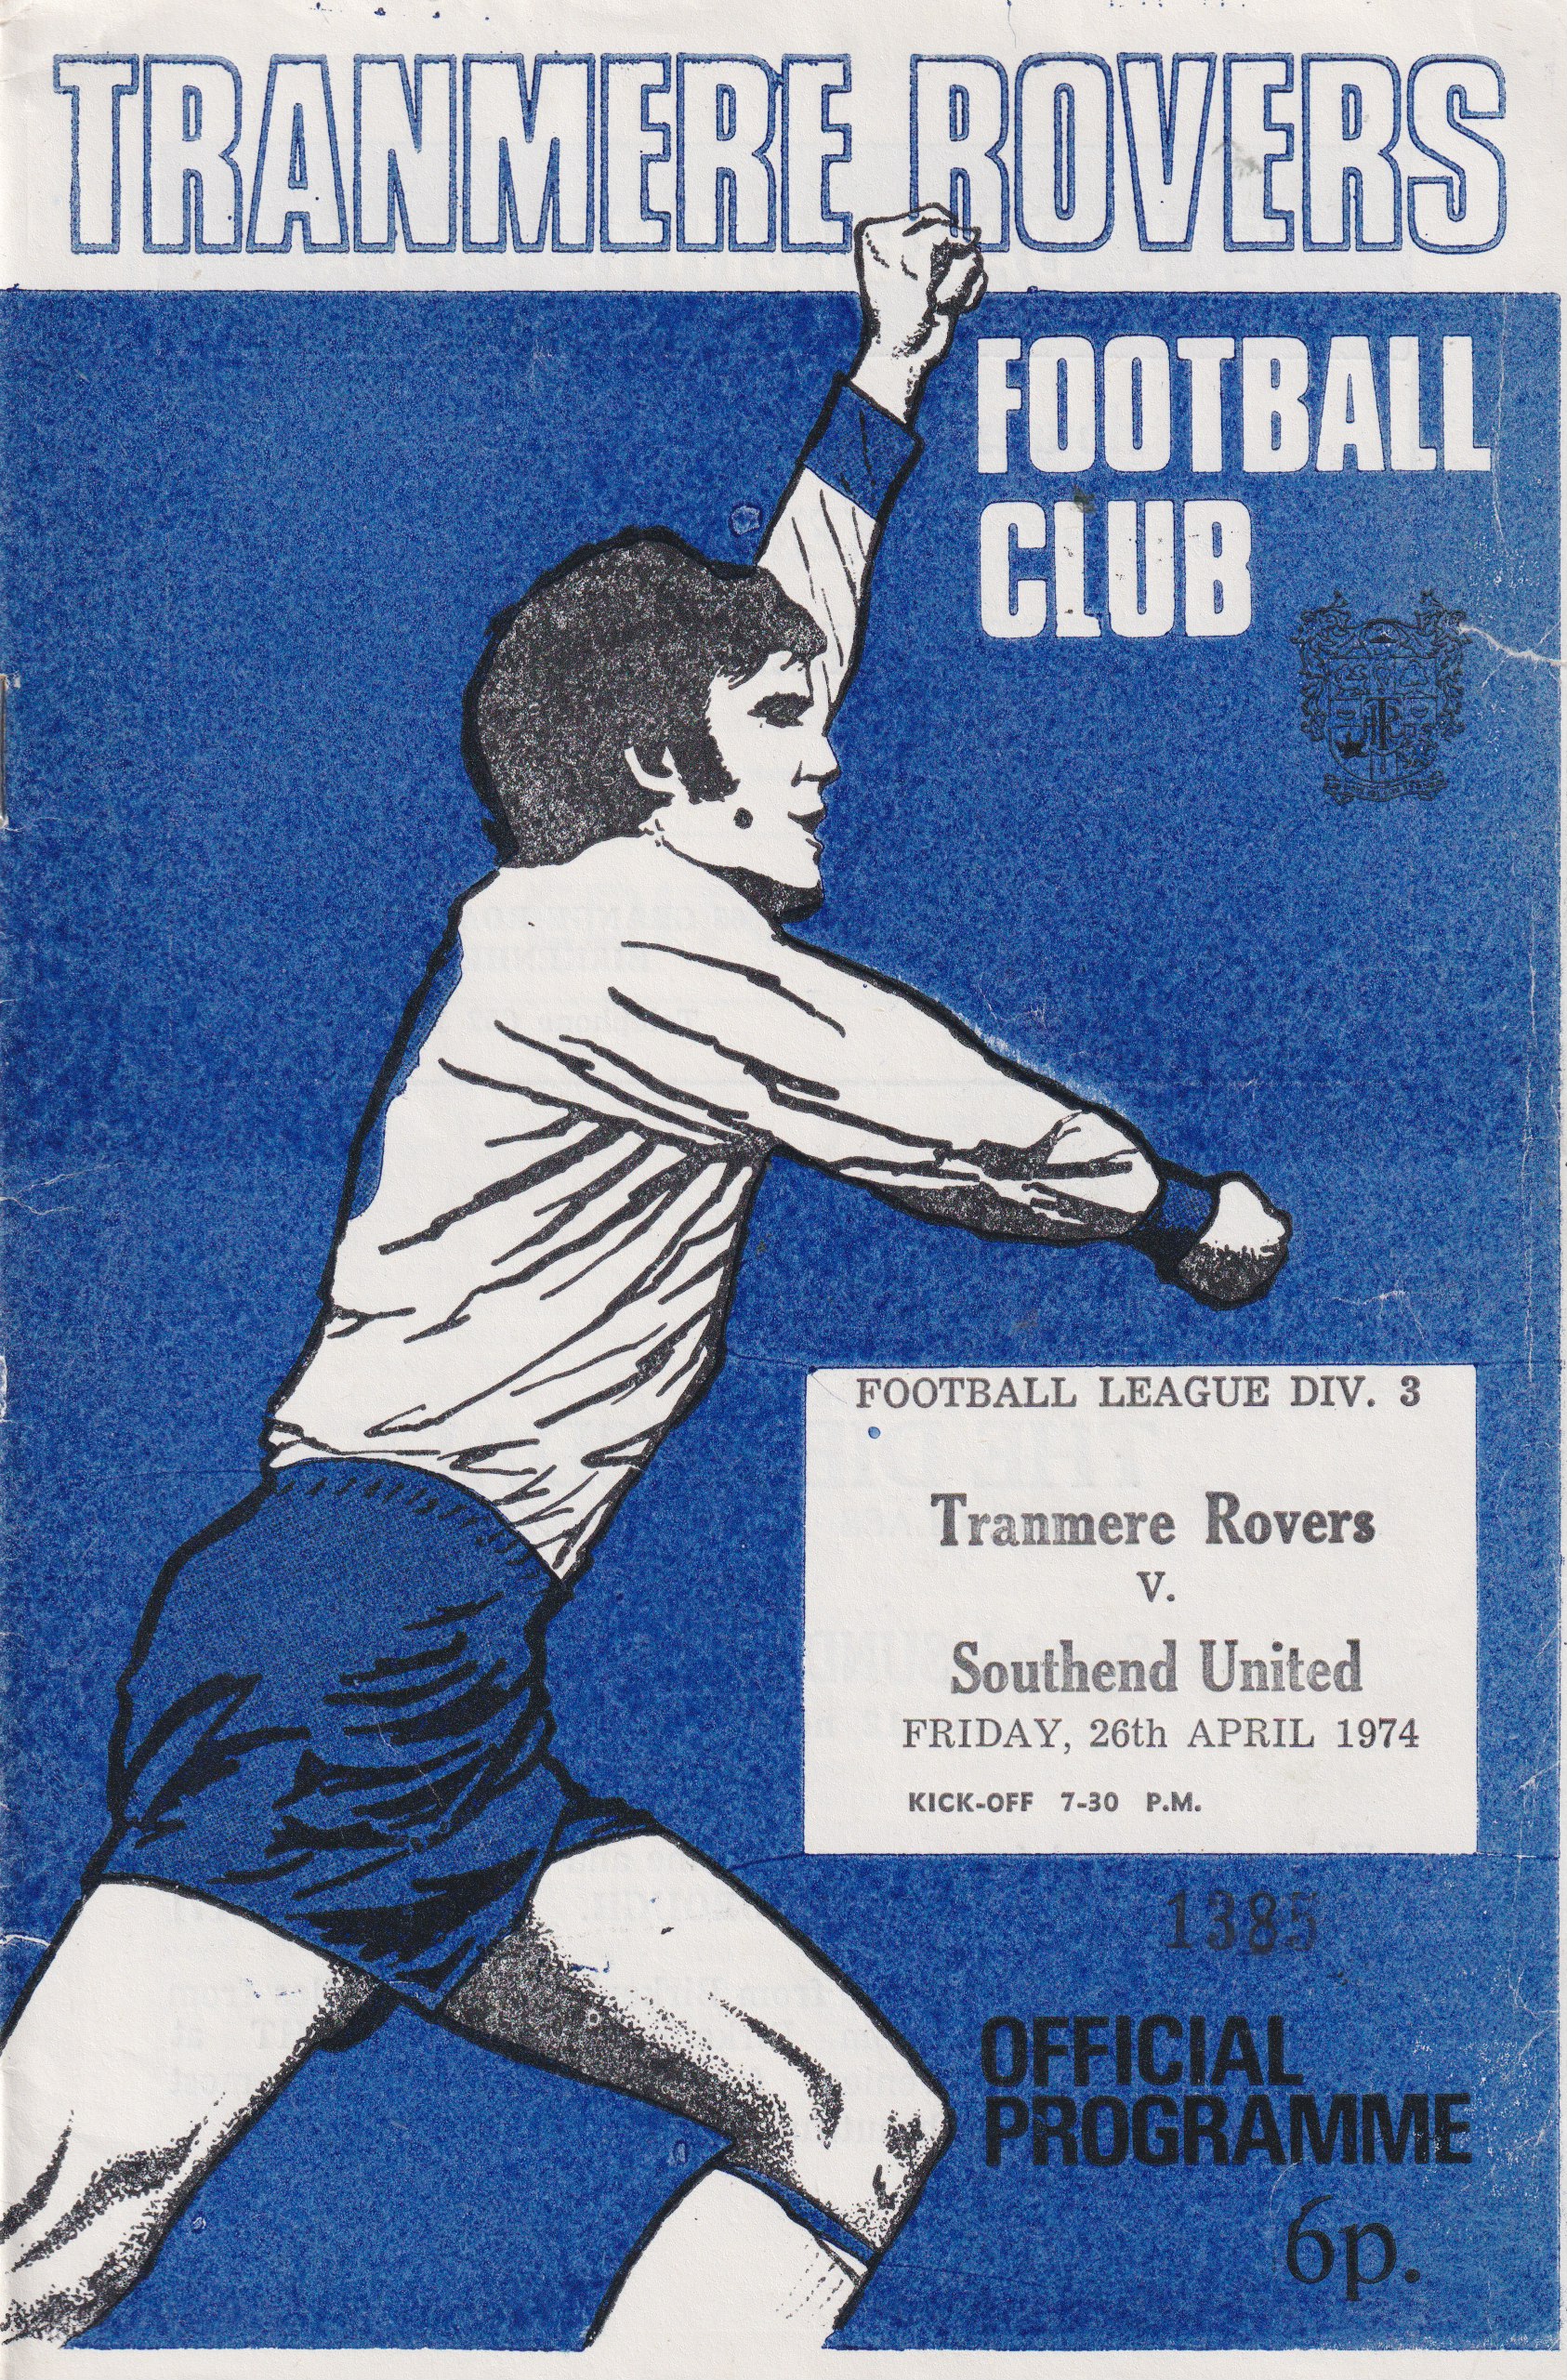 TRANMERE ROVERS
FOOTBALL
CLUB
FOOTBALL LEAGUE DIV. 3
Tranmere Rovers
v.
Southend United
FRIDAY, 26th APRIL 1974
KICK-OFF 7-30 P.M.
1385
OFFICIAL
PROGRAMME
6p.